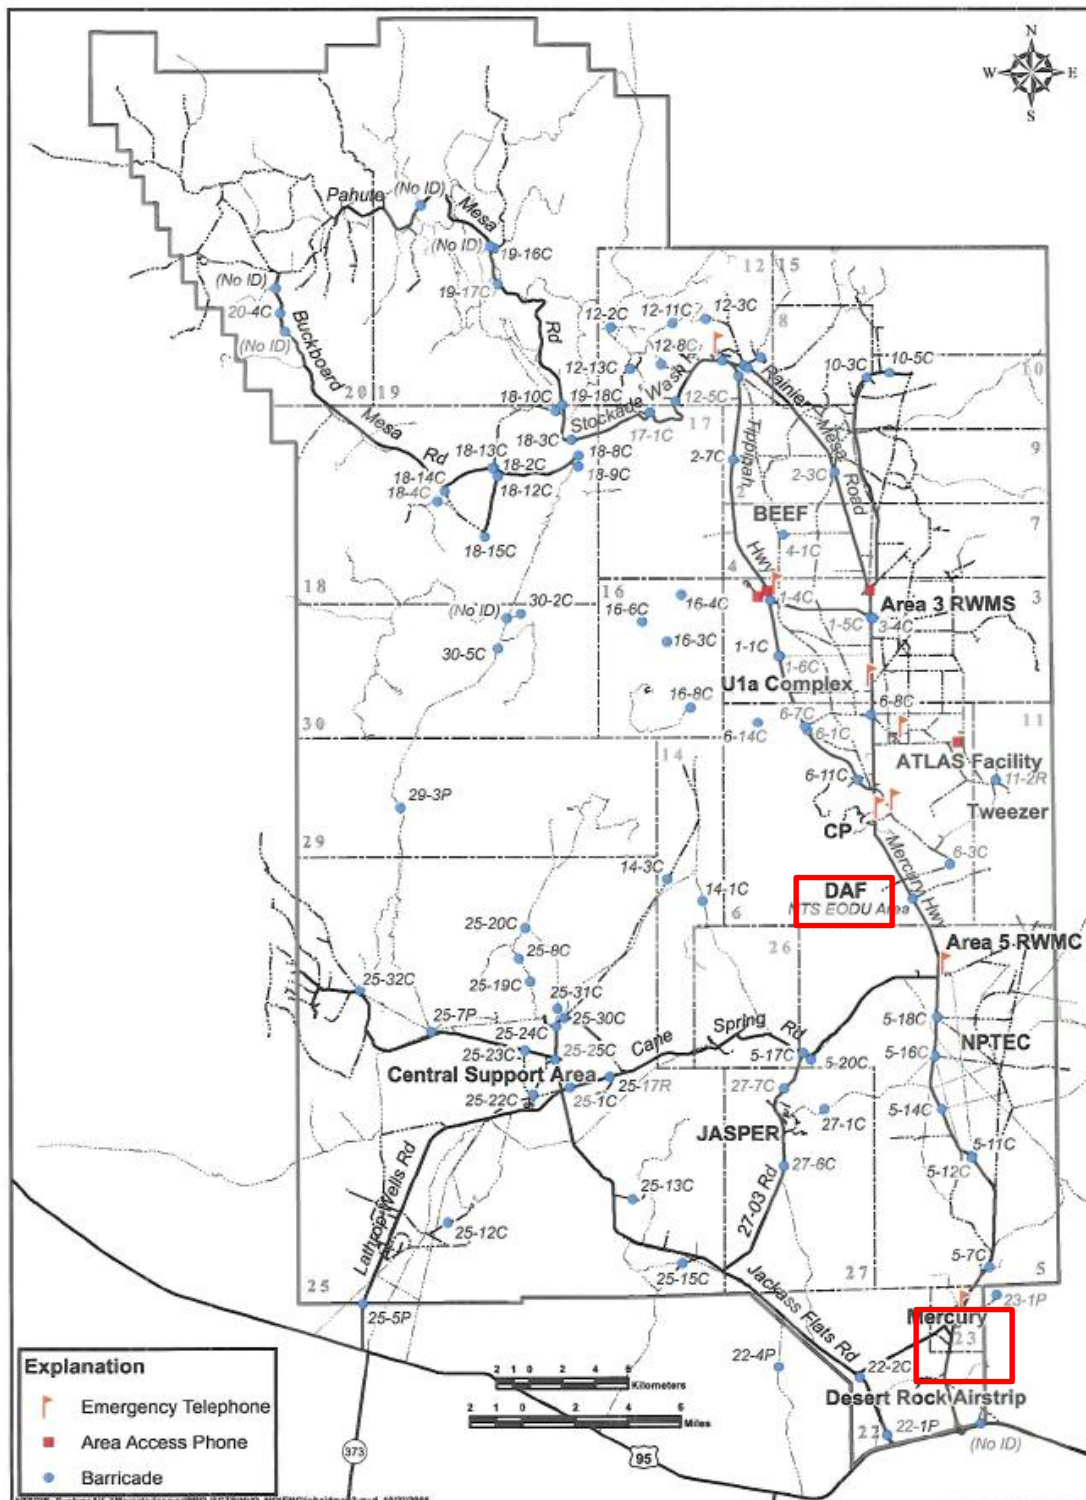 N
W E
S
Pahute
(No ID)
Mesa
(No ID)
19-16C
(No ID)
19-17C
20-4C
(No ID)
Buckboard
Rd
12 15
12-2C
12-11C
12-3C
8
12-8C
12-13C
10-3C
10-5C
10
20 19
18-10C
19-18C
Stockade Wash
12-5C
Rainier
Mesa
17-1C
17
Tippipah
Mesa
Rd
18-3C
18-13C
18-2C
18-8C
18-9C
9
2-7C
2-3C
Road
18-14C
18-4C
18-12C
2
BEEF
7
18-15C
4-1C
Hwy
4
18
16
16-4C
1-4C
Area 3 RWMS
3
(No ID)
30-2C
16-6C
1-5C
3-4C
30-5C
16-3C
1-1C
1-6C
U1a Complex
16-8C
6-8C
6-7C
30
6-14C
6-1C
11
14
ATLAS Facility
6-11C
11-2R
29-3P
Tweezer
CP
29
Mercury Hwy
6-3C
14-3C
14-1C
DAF
NTS EODU Area
6
25-20C
26
Area 5 RWMC
25-8C
25-32C
25-19C
25-31C
25-7P
25-24C
25-30C
Cane
Spring
Rd
5-18C
25-23C
25-25C
5-17C
5-20C
5-16C
NPTEC
Central Support Area
25-17R
27-7C
25-22C
25-1C
27-1C
5-14C
JASPER
27-6C
5-11C
5-12C
Lathrop Wells Rd
25-13C
27-03 Rd
25-12C
5-7C
25-15C
27
5
25
25-5P
Jackass Flats Rd
23-1P
Mercury
23
22-4P
22-2C
Desert Rock Airstrip
22
22-1P
(No ID)
Explanation
Emergency Telephone
Area Access Phone
Barricade
2 1 0 2 4 6
Kilometers
2 1 0 2 4 6
Miles
373
95